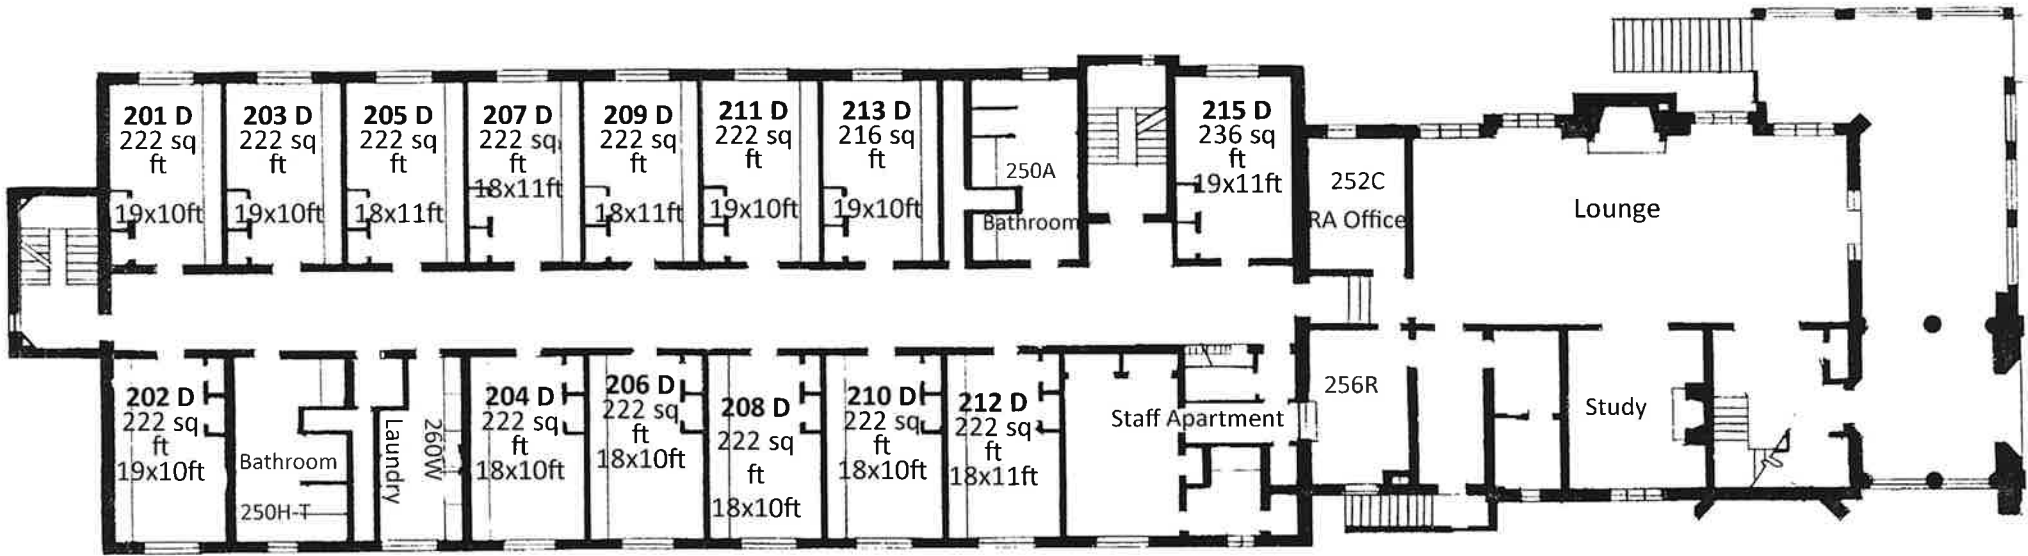 201 D
222 sq
ft
19x10ft
203 D
222 sq
ft
19x10ft
205 D
222 sq
ft
18x11ft
207 D
222 sq
ft
18x11ft
209 D
222 sq
ft
18x11ft
211 D
222 sq
ft
19x10ft
213 D
216 sq
ft
19x10ft
250A
Bathroom
215 D
236 sq
ft
19x11ft
252C
RA Office
Lounge
202 D
222 sq
ft
19x10ft
Bathroom
250H-T
Laundry
260W
204 D
222 sq
ft
18x10ft
206 D
222 sq
ft
18x10ft
208 D
222 sq
ft
18x10ft
210 D
222 sq
ft
18x10ft
212 D
222 sq
ft
18x11ft
Staff Apartment
256R
Study